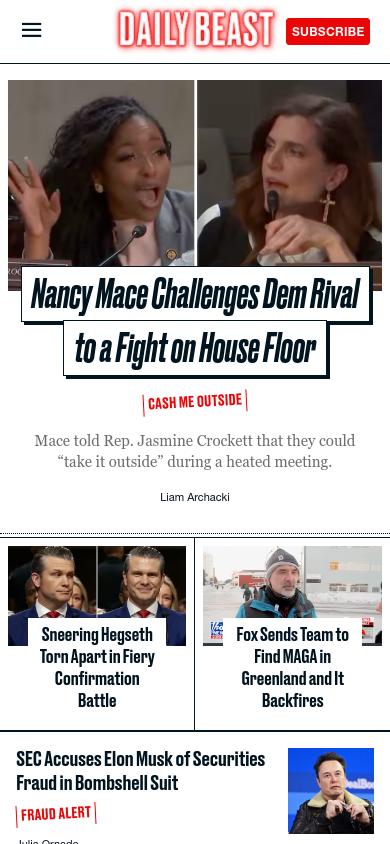 DAILY BEAST
SUBSCRIBE
Nancy Mace Challenges Dem Rival
to a Fight on House Floor
CASH ME OUTSIDE
Mace told Rep. Jasmine Crockett that they could
“take it outside” during a heated meeting.
Liam Archacki
Sneering Hegseth
Torn Apart in Fiery
Confirmation
Battle
Fox Sends Team to
Find MAGA in
Greenland and It
Backfires
SEC Accuses Elon Musk of Securities
Fraud in Bombshell Suit
FRAUD ALERT